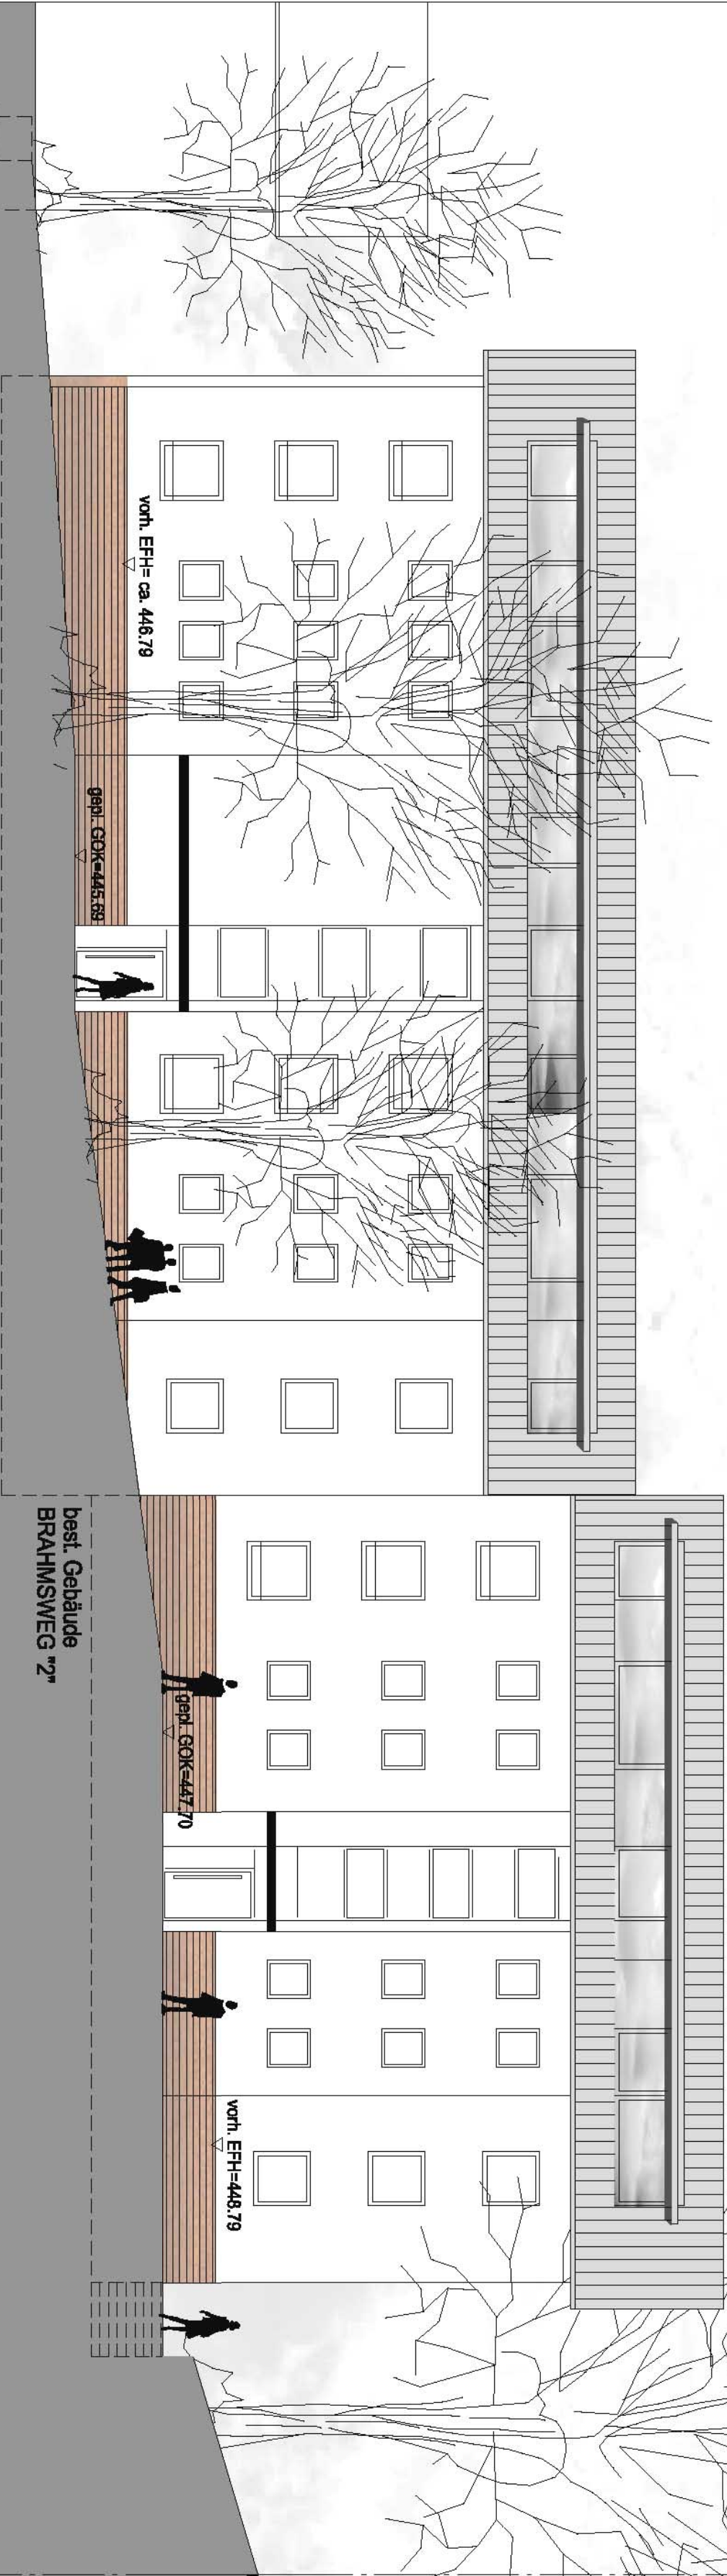 vorh. EFH= ca. 446.79
gepl. GOK=445.69
best. Gebäude
BRAHMSWEG "2"
gepl. GOK=447.70
vorh. EFH=448.79